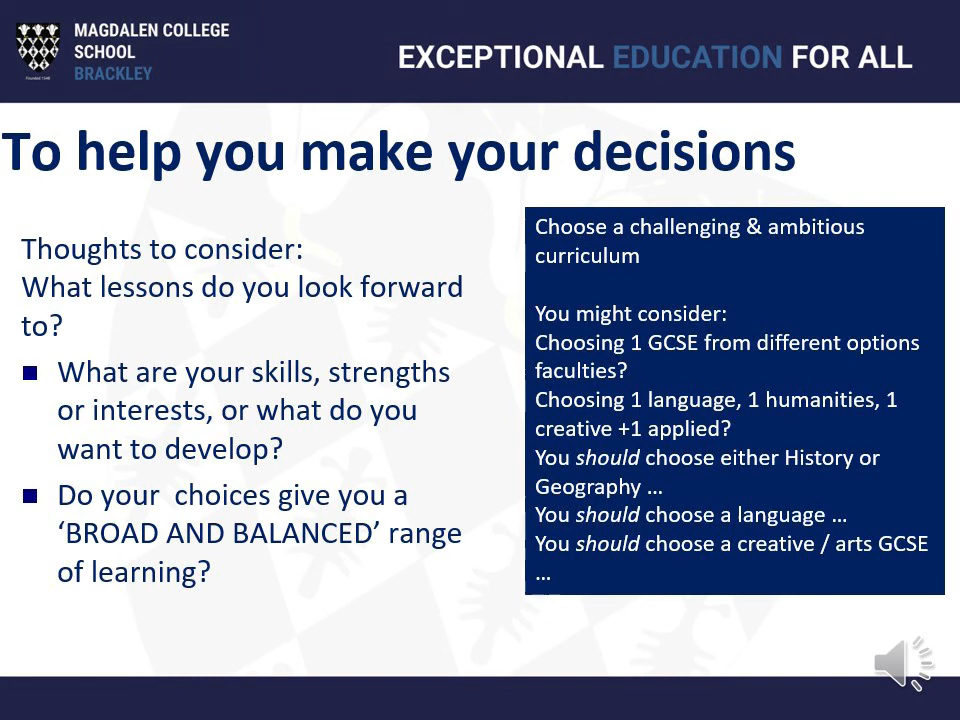 MAGDALEN COLLEGE
SCHOOL
BRACKLEY
EXCEPTIONAL EDUCATION FOR ALL
To help you make your decisions
Thoughts to consider:
What lessons do you look forward
to?
What are your skills, strengths
or interests, or what do you
want to develop?
Do your  choices give you a
‘BROAD AND BALANCED’ range
of learning?
Choose a challenging & ambitious
curriculum
You might consider:
Choosing 1 GCSE from different options
faculties?
Choosing 1 language, 1 humanities, 1
creative +1 applied?
You should choose either History or
Geography ...
You should choose a language ...
You should choose a creative / arts GCSE
...